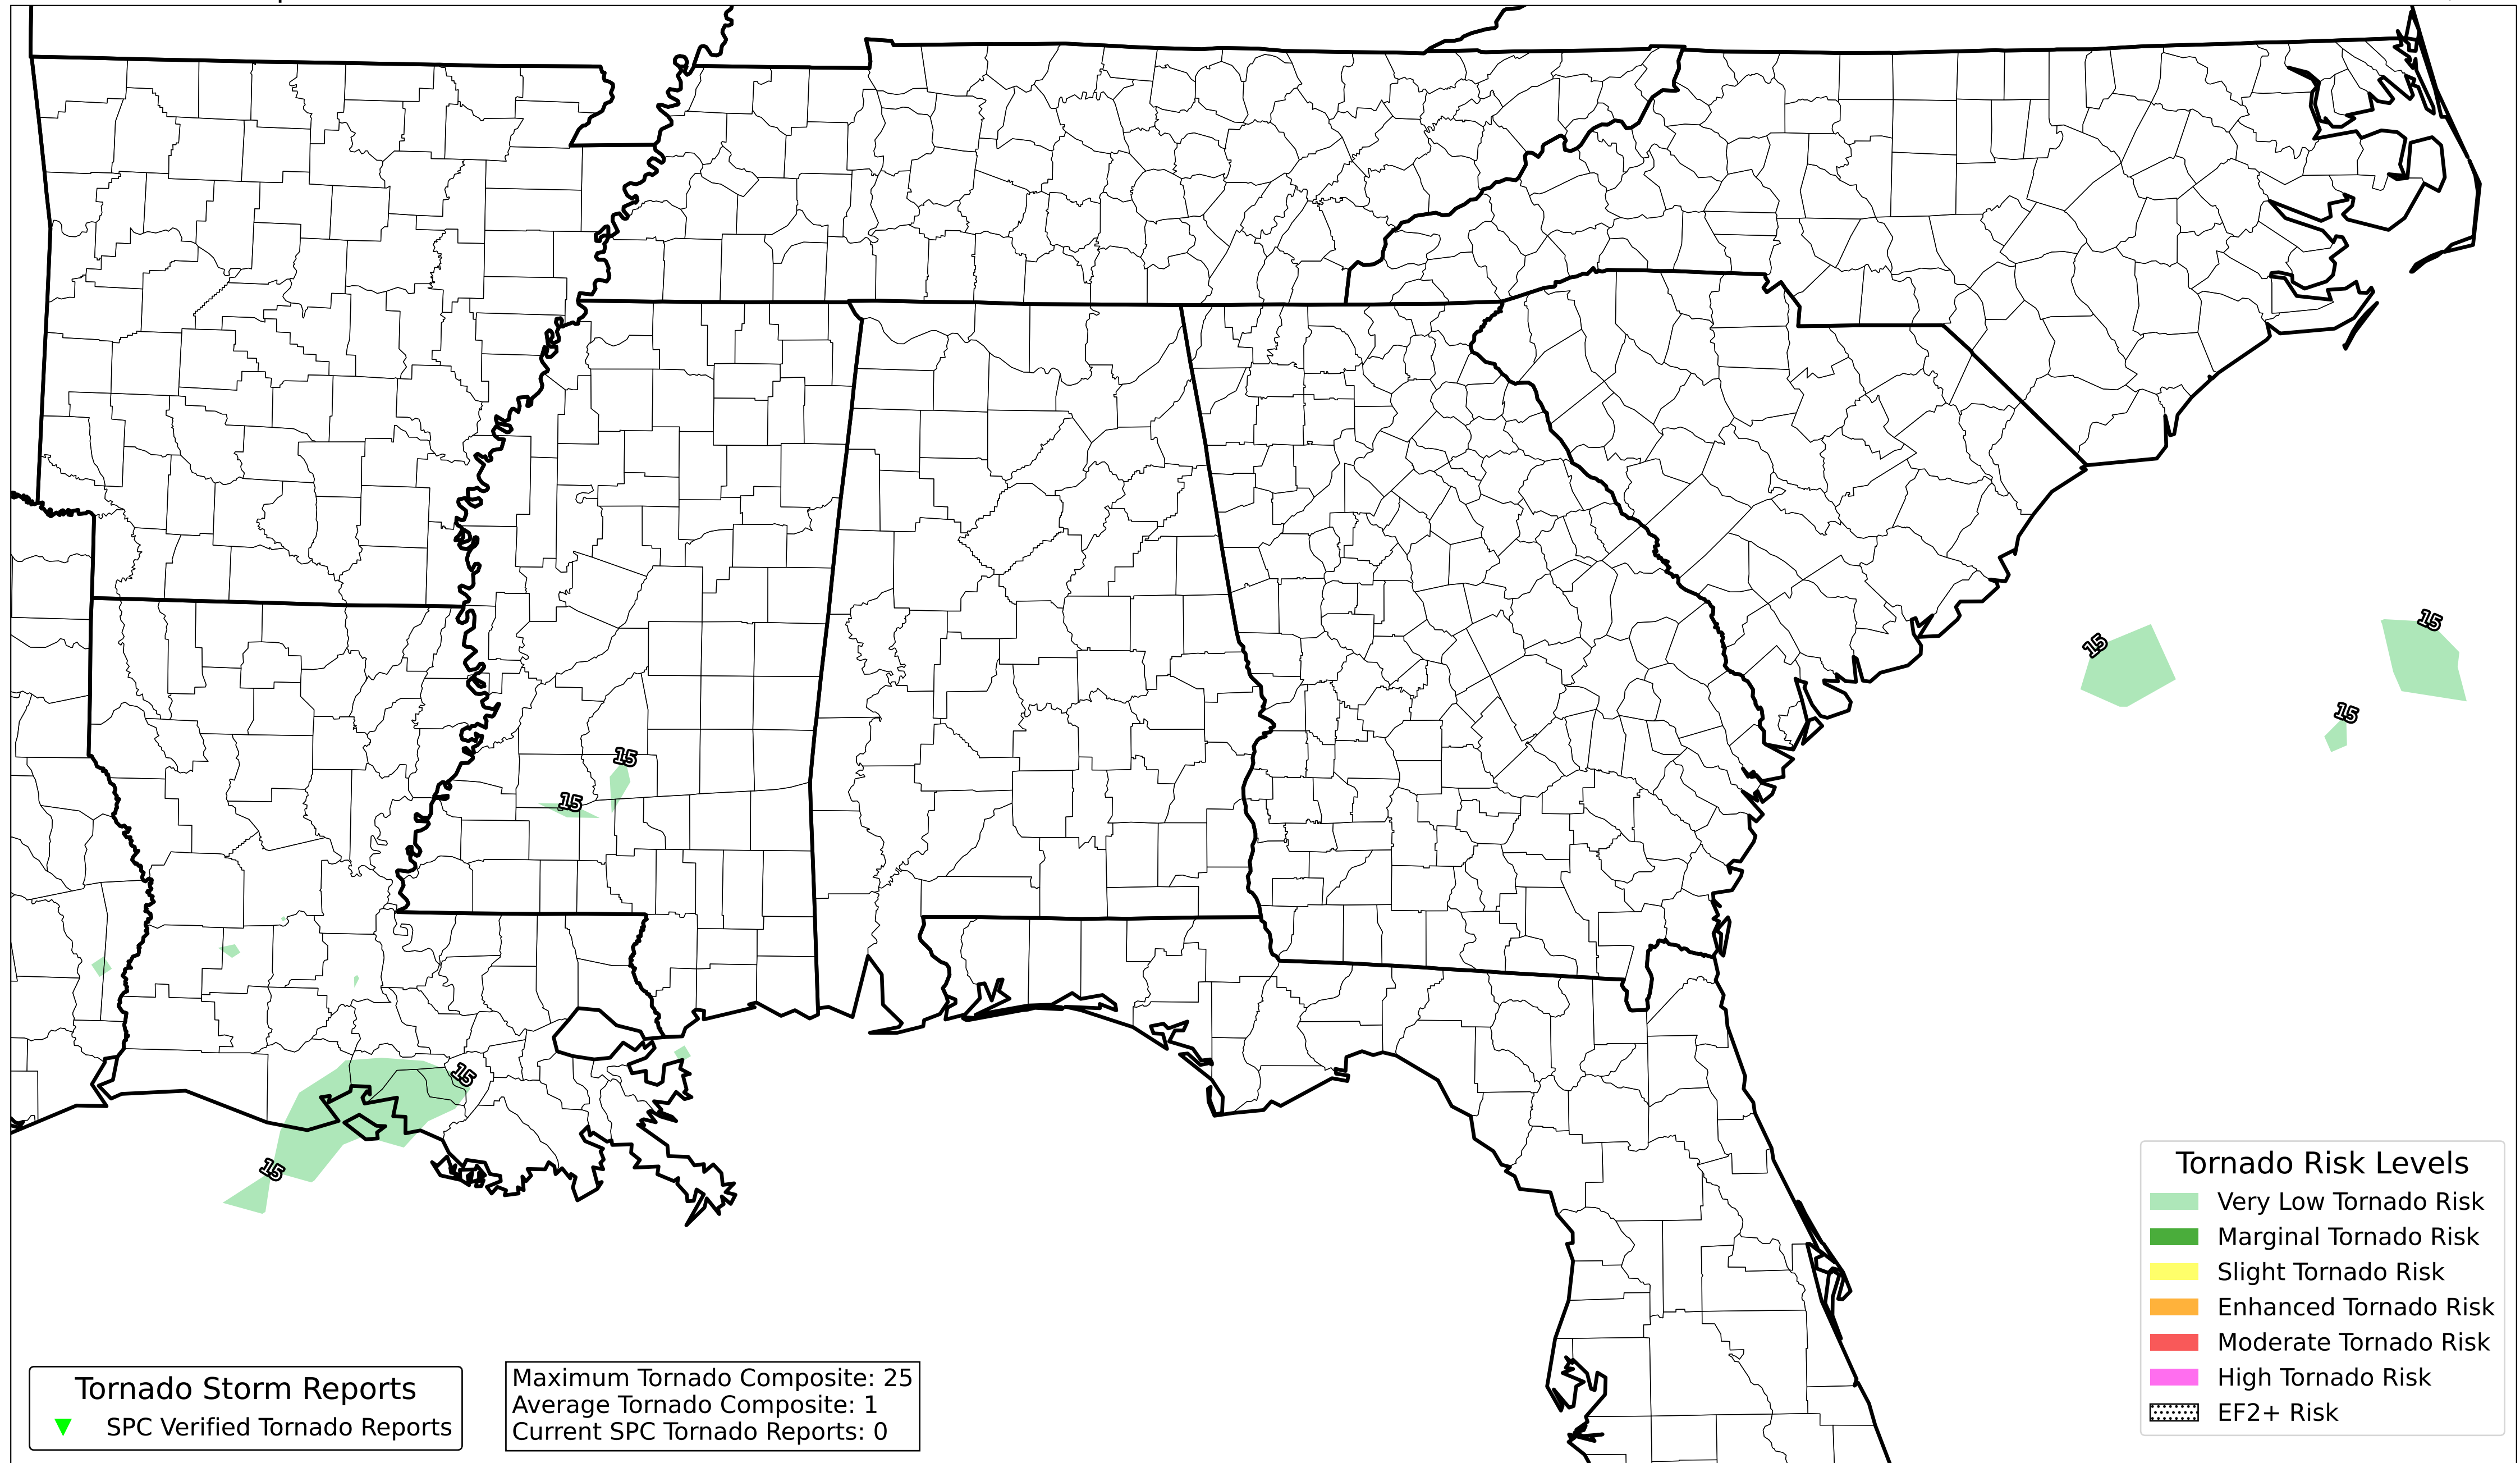 15
15
15
15
15
15
15
Tornado Risk Levels
Very Low Tornado Risk
Marginal Tornado Risk
Slight Tornado Risk
Enhanced Tornado Risk
Moderate Tornado Risk
High Tornado Risk
EF2+ Risk
Tornado Storm Reports
SPC Verified Tornado Reports
Maximum Tornado Composite: 25
Average Tornado Composite: 1
Current SPC Tornado Reports: 0